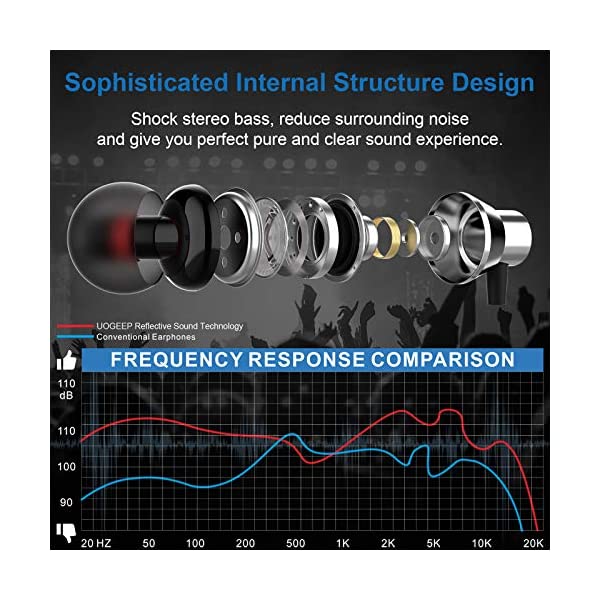 Sophisticated Internal Structure Design
Shock stereo bass, reduce surrounding noise
and give you perfect pure and clear sound experience.
UOGEEP Reflective Sound Technology
Conventional Earphones
FREQUENCY RESPONSE COMPARISON
110
dB
110
100
90
20 HZ 50 100 200 500 1K 2K 5K 10K 20K